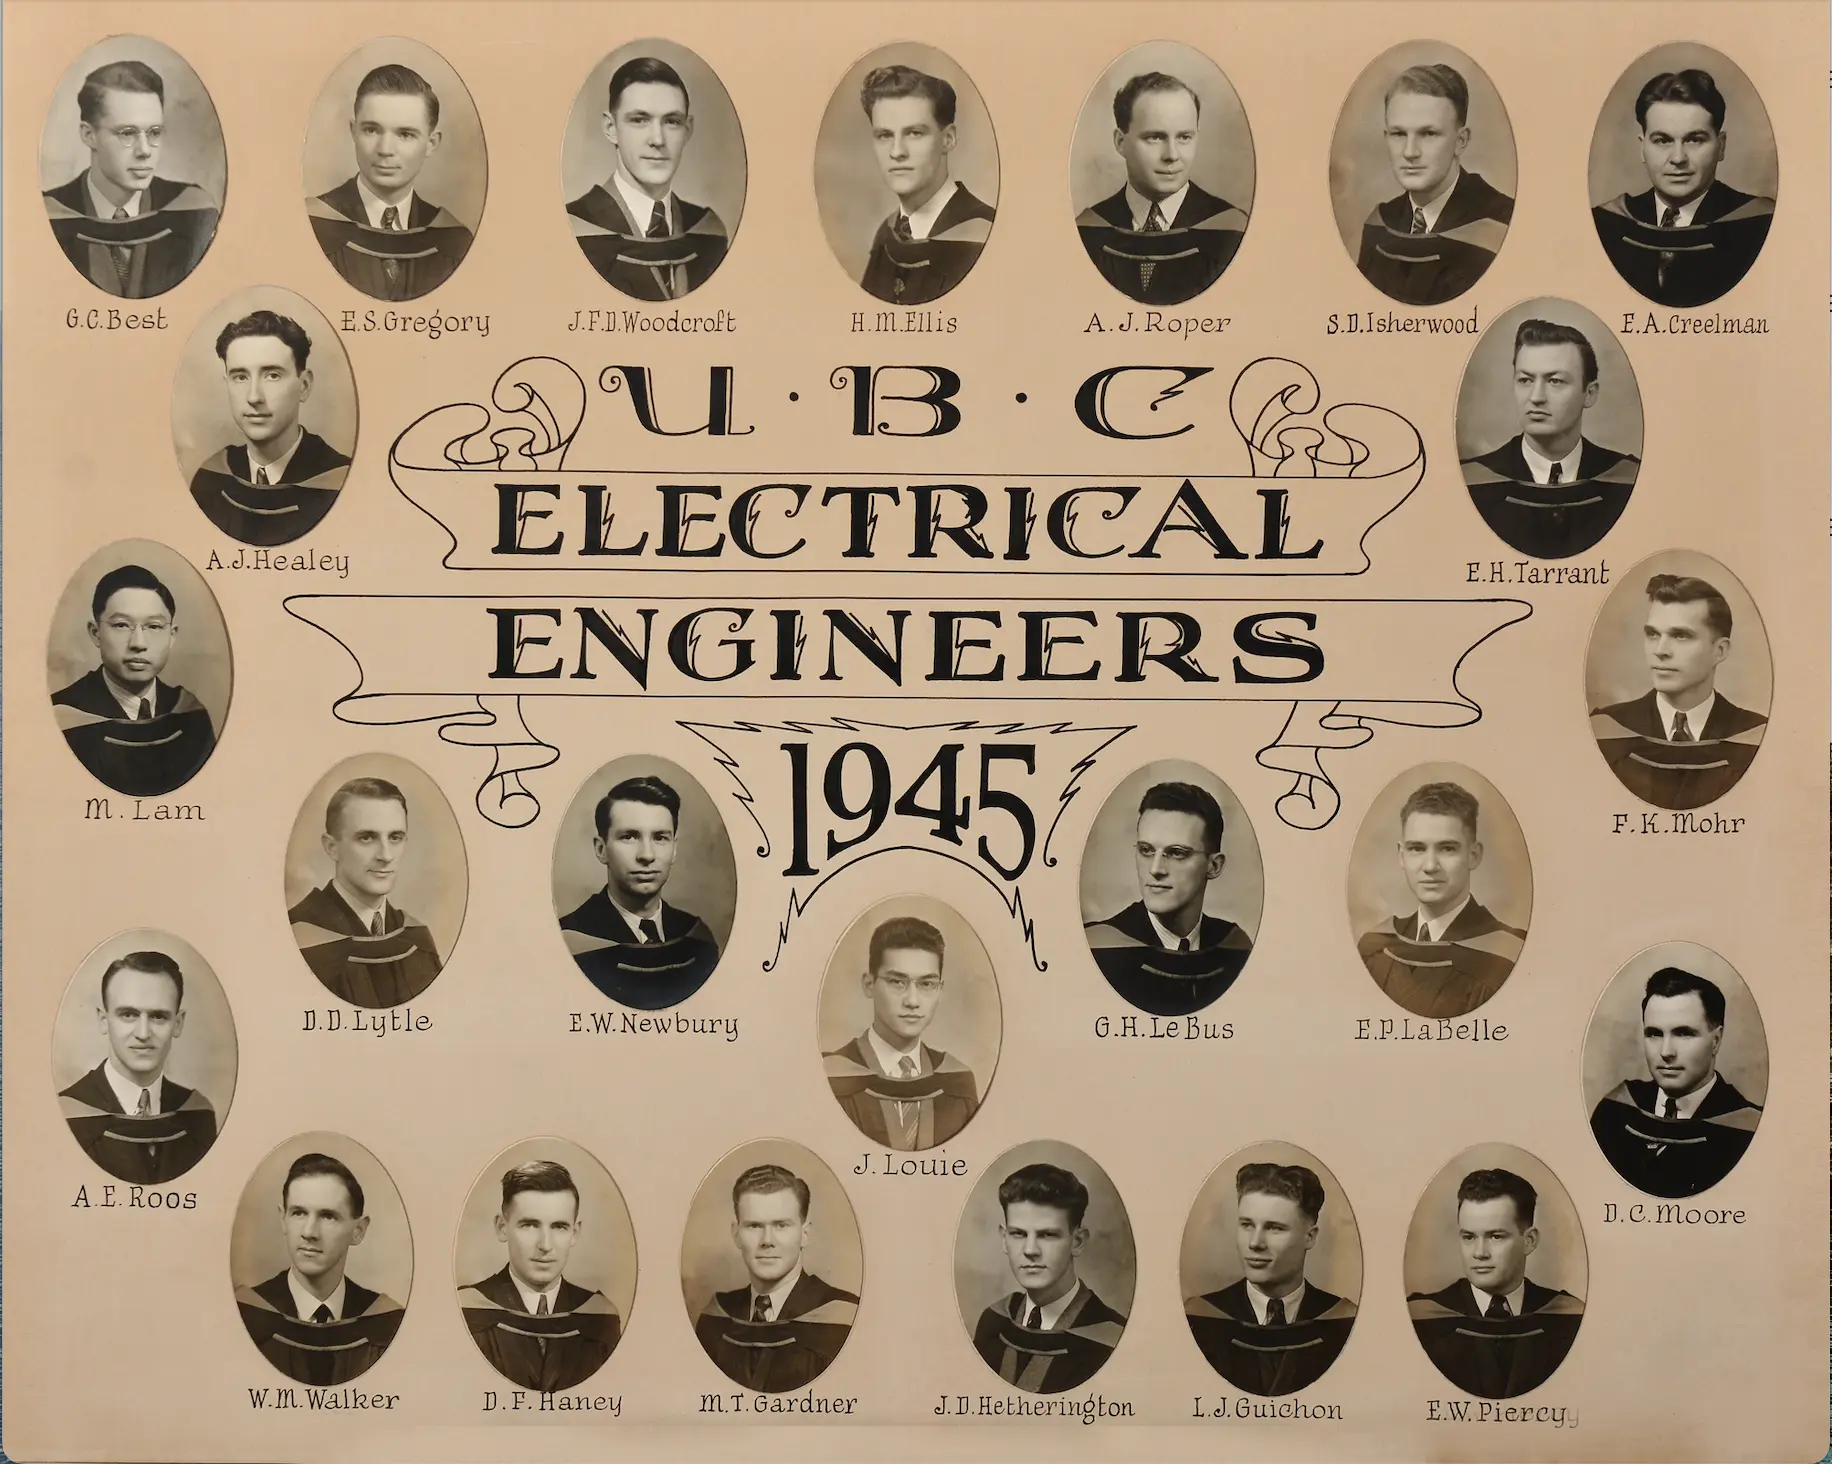 G.C.Best
E.S.Gregory
J.F.D.Woodcroft
H.M.Ellis
A.J.Roper
S.D.Isherwood
E.A.Creelman
U·B·C
ELECTRICAL
ENGINEERS
1945
A.J.Healey
E.H.Tarrant
M.Lam
F.K.Mohr
D.D.Lytle
E.W.Newbury
G.H.LeBus
E.P.LaBelle
J.Louie
A.E.Roos
D.C.Moore
W.M.Walker
D.F.Haney
M.T.Gardner
J.D.Hetherington
L.J.Guichon
E.W.Piercy